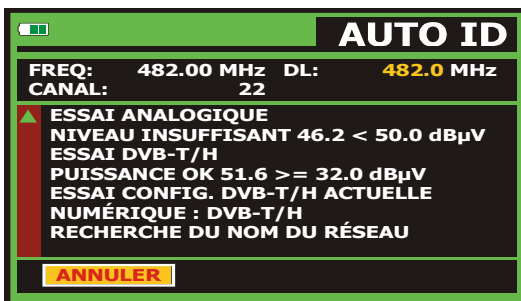 AUTO ID
FREQ: 482.00 MHz DL: 482.0 MHz
CANAL: 22
ESSAI ANALOGIQUE
NIVEAU INSUFFISANT 46.2 < 50.0 dBµV
ESSAI DVB-T/H
PUISSANCE OK 51.6 >= 32.0 dBµV
ESSAI CONFIG. DVB-T/H ACTUELLE
NUMÉRIQUE : DVB-T/H
RECHERCHE DU NOM DU RÉSEAU
ANNULER